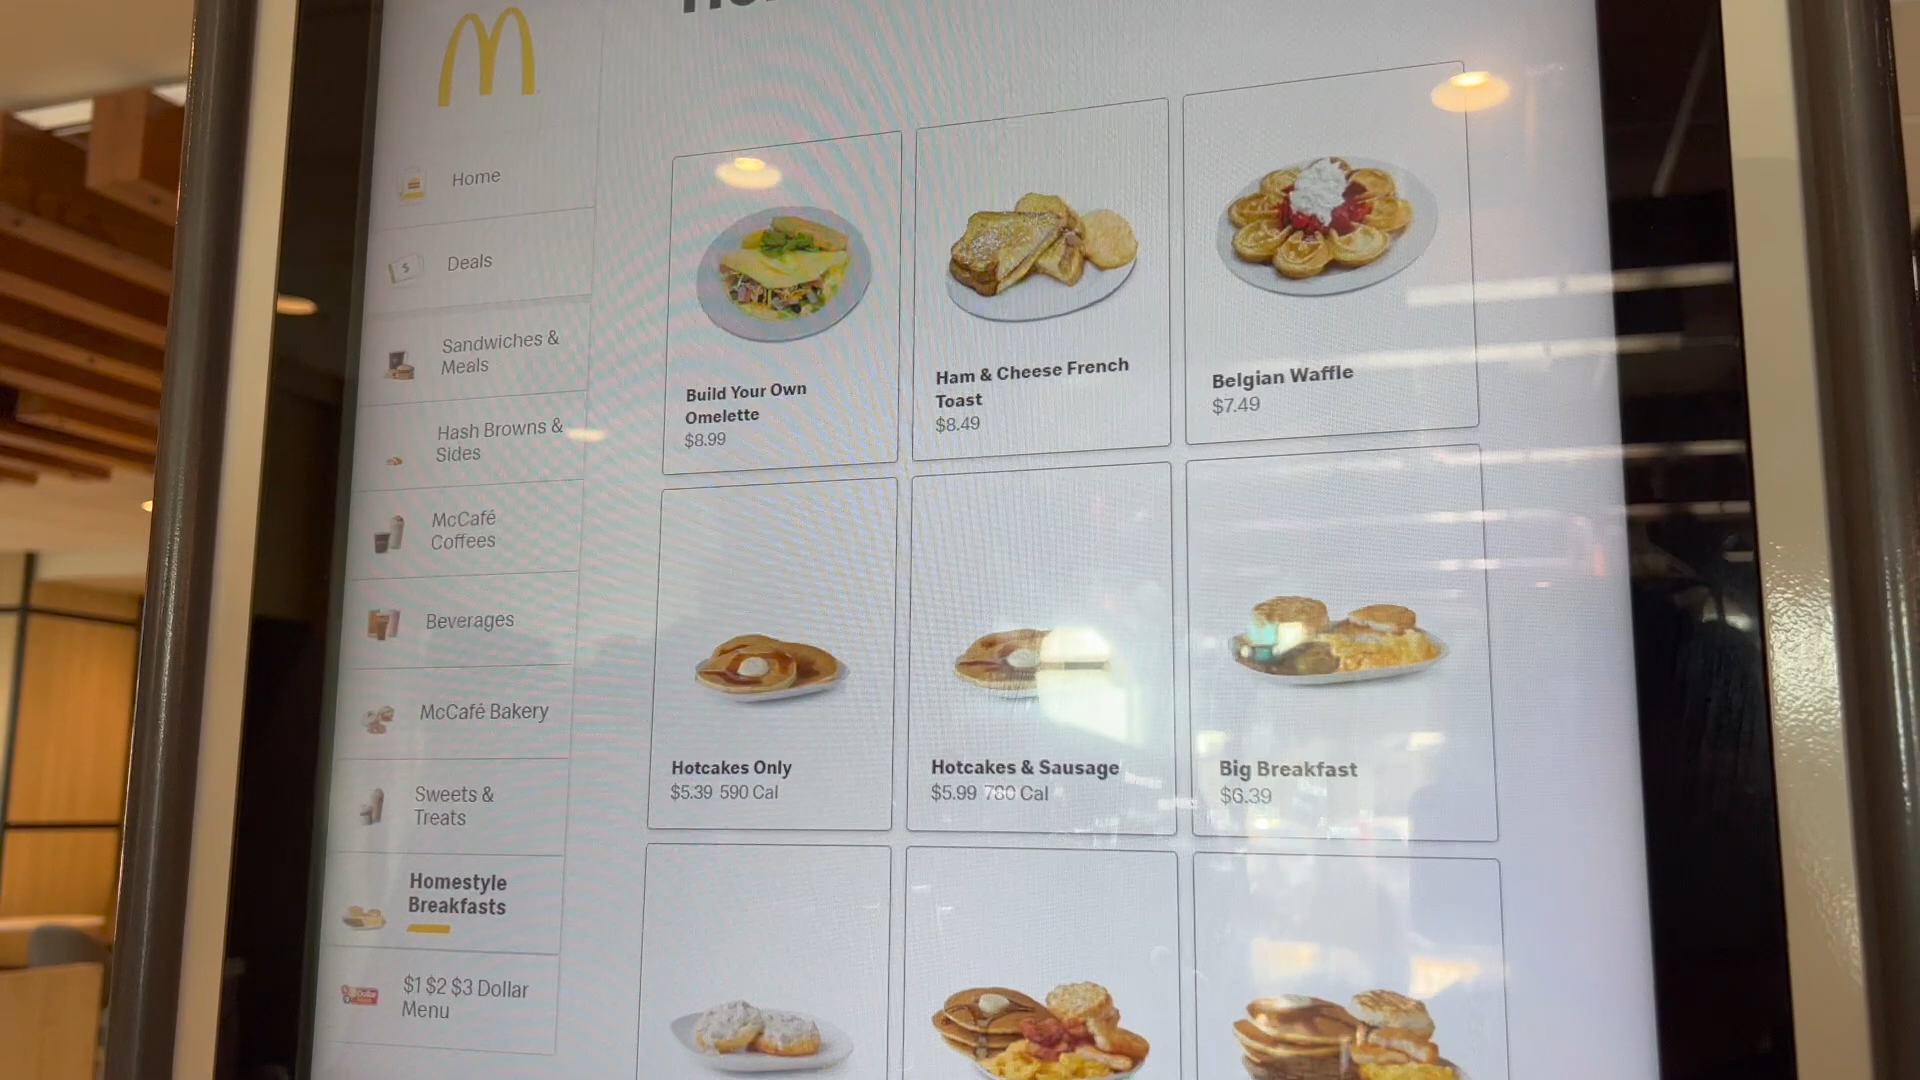 Home
Deals
Sandwiches &
Meals
Hash Browns &
Sides
McCafé
Coffees
Beverages
McCafé Bakery
Sweets &
Treats
Homestyle
Breakfasts
$1 $2 $3 Dollar
Menu
Build Your Own
Omelette
$8.99
Ham & Cheese French
Toast
$8.49
Belgian Waffle
$7.49
Hotcakes Only
$5.39 590 Cal
Hotcakes & Sausage
$5.99 780 Cal
Big Breakfast
$6.39